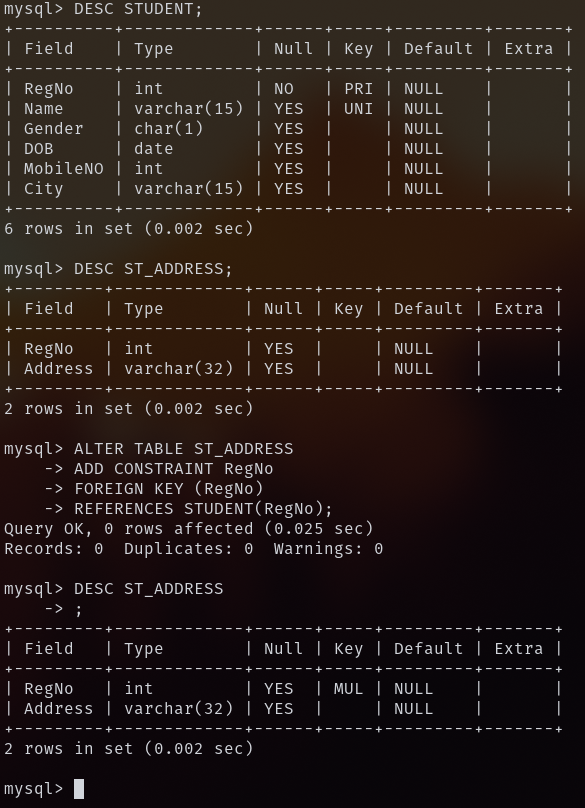 mysql> DESC STUDENT;
+----------+-------------+------+-----+---------+-------+
| Field    | Type        | Null | Key | Default | Extra |
+----------+-------------+------+-----+---------+-------+
| RegNo    | int         | NO   | PRI | NULL    |       |
| Name     | varchar(15) | YES  | UNI | NULL    |       |
| Gender   | char(1)     | YES  |     | NULL    |       |
| DOB      | date        | YES  |     | NULL    |       |
| MobileNO | int         | YES  |     | NULL    |       |
| City     | varchar(15) | YES  |     | NULL    |       |
+----------+-------------+------+-----+---------+-------+
6 rows in set (0.002 sec)

mysql> DESC ST_ADDRESS;
+---------+-------------+------+-----+---------+-------+
| Field   | Type        | Null | Key | Default | Extra |
+---------+-------------+------+-----+---------+-------+
| RegNo   | int         | YES  |     | NULL    |       |
| Address | varchar(32) | YES  |     | NULL    |       |
+---------+-------------+------+-----+---------+-------+
2 rows in set (0.002 sec)

mysql> ALTER TABLE ST_ADDRESS
    -> ADD CONSTRAINT RegNo
    -> FOREIGN KEY (RegNo)
    -> REFERENCES STUDENT(RegNo);
Query OK, 0 rows affected (0.025 sec)
Records: 0  Duplicates: 0  Warnings: 0

mysql> DESC ST_ADDRESS
    -> ;
+---------+-------------+------+-----+---------+-------+
| Field   | Type        | Null | Key | Default | Extra |
+---------+-------------+------+-----+---------+-------+
| RegNo   | int         | YES  | MUL | NULL    |       |
| Address | varchar(32) | YES  |     | NULL    |       |
+---------+-------------+------+-----+---------+-------+
2 rows in set (0.002 sec)

mysql>